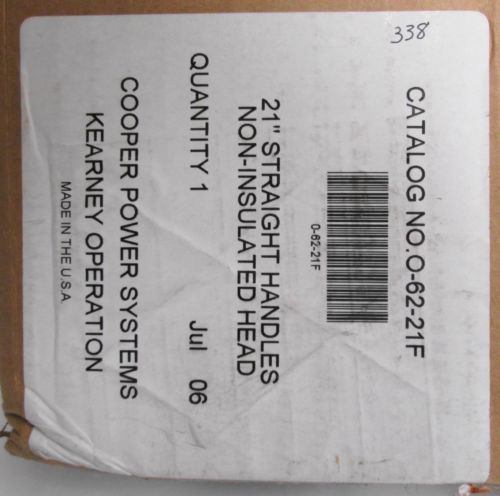 338
CATALOG NO.O-62-21F
0-62-21F
21" STRAIGHT HANDLES
NON-INSULATED HEAD
QUANTITY 1 Jul 06
COOPER POWER SYSTEMS
KEARNEY OPERATION
MADE IN THE U.S.A.